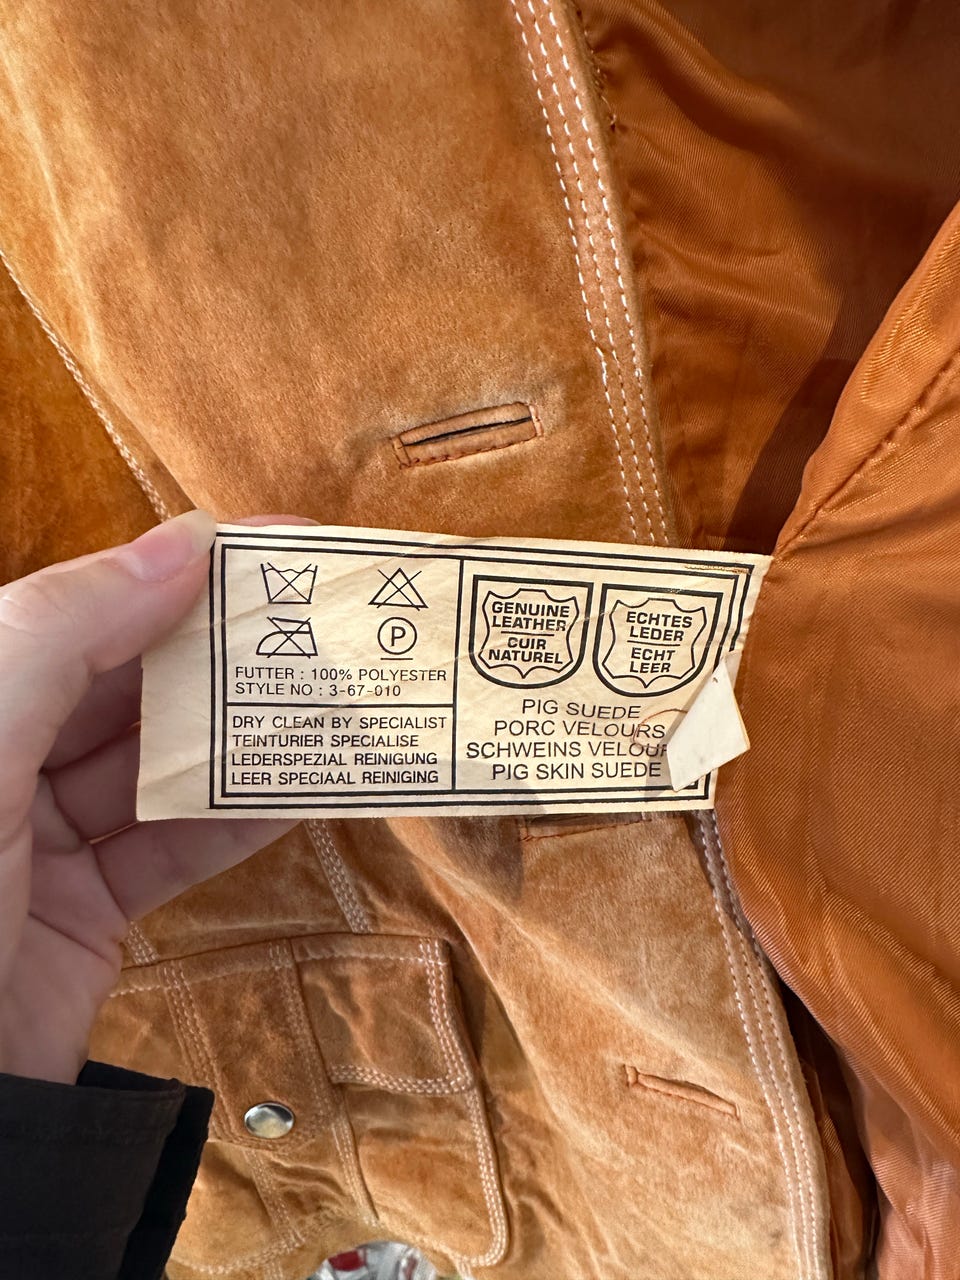 P
FUTTER : 100% POLYESTER
STYLE NO : 3-67-010
DRY CLEAN BY SPECIALIST
TEINTURIER SPECIALISE
LEDERSPEZIAL REINIGUNG
LEER SPECIAAL REINIGING
GENUINE
LEATHER
CUIR
NATUREL
ECHTES
LEDER
ECHT
LEER
PIG SUEDE
PORC VELOURS
SCHWEINS
PIG SKIN SUEDE